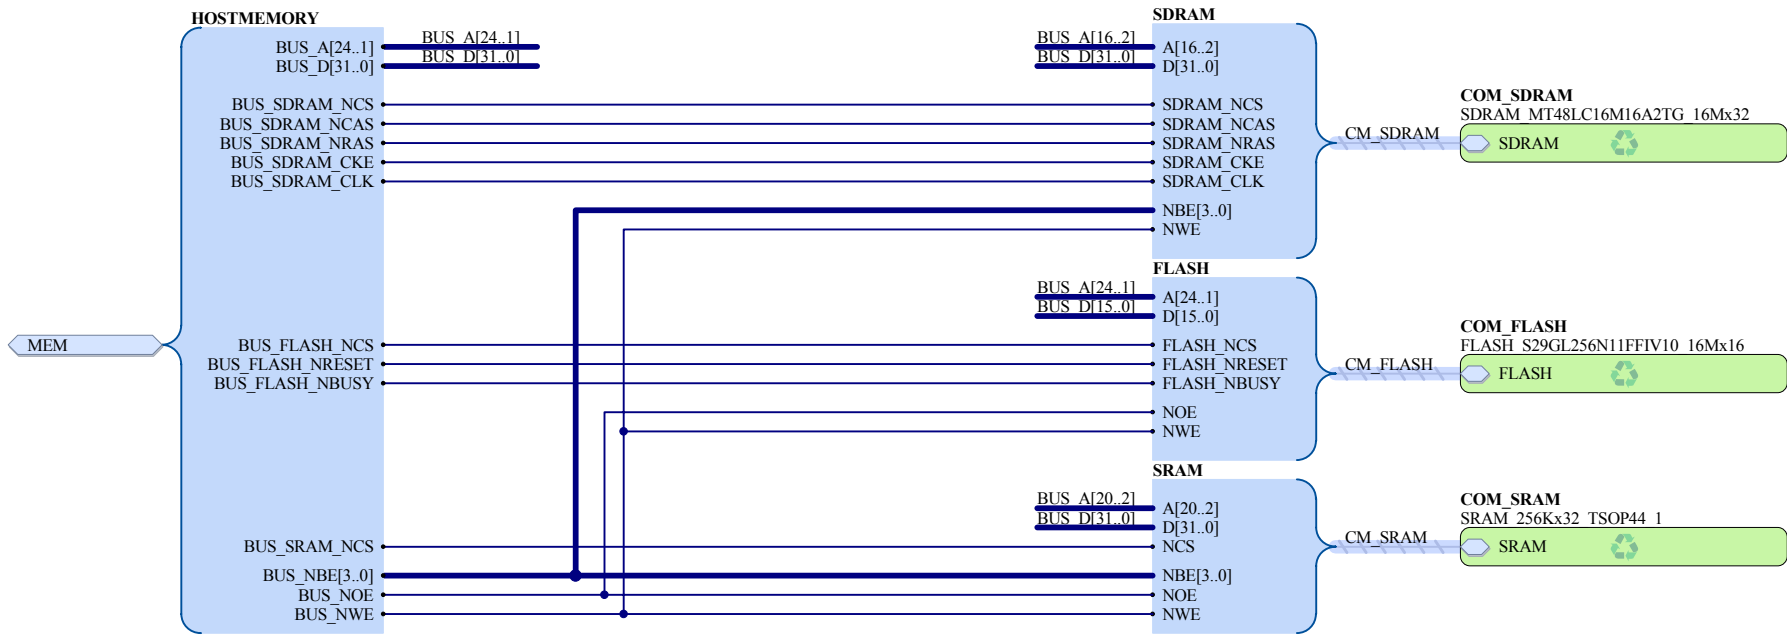 HOSTMEMORY
BUS_A[24..1]
BUS_D[31..0]
BUS_SDRAM_NCS
BUS_SDRAM_NCAS
BUS_SDRAM_NRAS
BUS_SDRAM_CKE
BUS_SDRAM_CLK
MEM
BUS_FLASH_NCS
BUS_FLASH_NRESET
BUS_FLASH_NBUSY
BUS_SRAM_NCS
BUS_NBE[3..0]
BUS_NOE
BUS_NWE
BUS_A[24..1]
BUS_D[31..0]
SDRAM
BUS_A[16..2]
BUS_D[31..0]
A[16..2]
D[31..0]
SDRAM_NCS
SDRAM_NCAS
SDRAM_NRAS
SDRAM_CKE
SDRAM_CLK
NBE[3..0]
NWE
CM_SDRAM
COM_SDRAM
SDRAM_MT48LC16M16A2TG_16Mx32
SDRAM
FLASH
BUS_A[24..1]
BUS_D[15..0]
A[24..1]
D[15..0]
FLASH_NCS
FLASH_NRESET
FLASH_NBUSY
NOE
NWE
CM_FLASH
COM_FLASH
FLASH_S29GL256N11FFIV10_16Mx16
FLASH
SRAM
BUS_A[20..2]
BUS_D[31..0]
A[20..2]
D[31..0]
NCS
NBE[3..0]
NOE
NWE
CM_SRAM
COM_SRAM
SRAM_256Kx32_TSOP44_1
SRAM